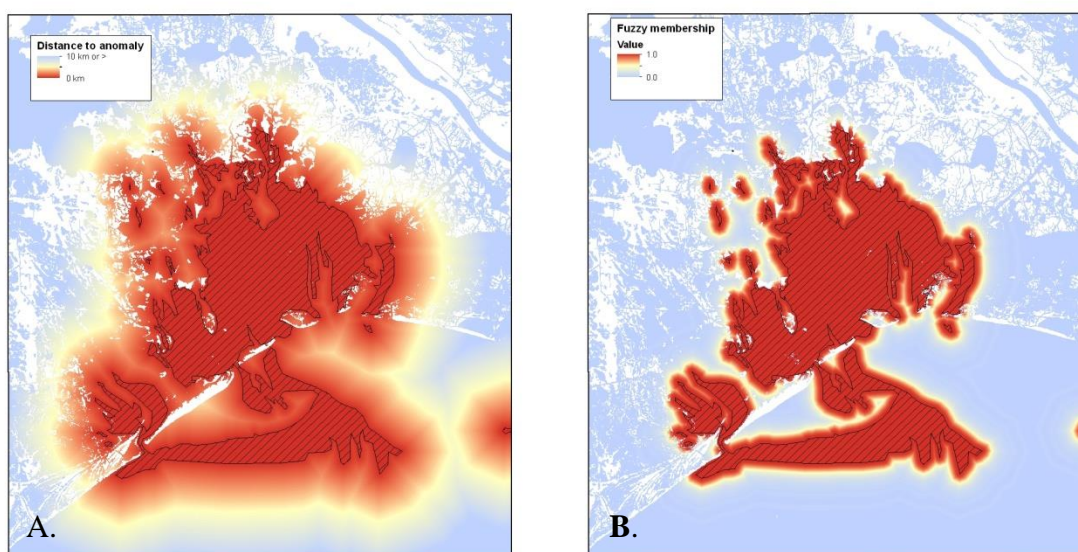 Distance to anomaly
10 km or >
0 km
A.
Fuzzy membership
Value
1.0
0.0
B.